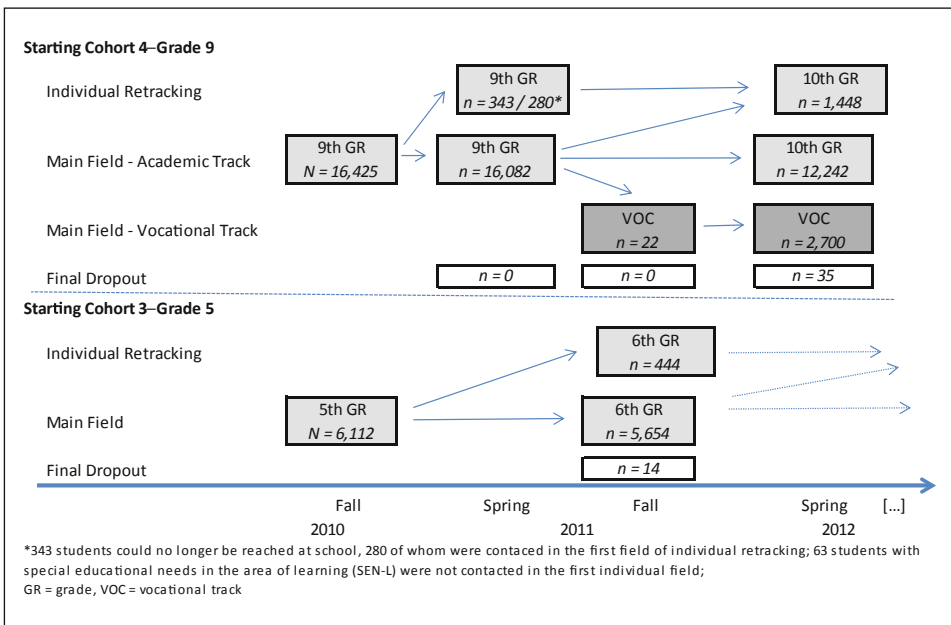 Starting Cohort 4–Grade 9
Individual Retracking
9th GR
n = 343 / 280*
10th GR
n = 1,448
Main Field - Academic Track
9th GR
N = 16,425
9th GR
n = 16,082
10th GR
n = 12,242
Main Field - Vocational Track
VOC
n = 22
VOC
n = 2,700
Final Dropout
n = 0
n = 0
n = 35
Starting Cohort 3–Grade 5
Individual Retracking
6th GR
n = 444
Main Field
5th GR
N = 6,112
6th GR
n = 5,654
Final Dropout
n = 14
Fall Spring Fall Spring [...]
2010 2011 2012
*343 students could no longer be reached at school, 280 of whom were contaced in the first field of individual retracking; 63 students with
special educational needs in the area of learning (SEN-L) were not contacted in the first individual field;
GR = grade, VOC = vocational track